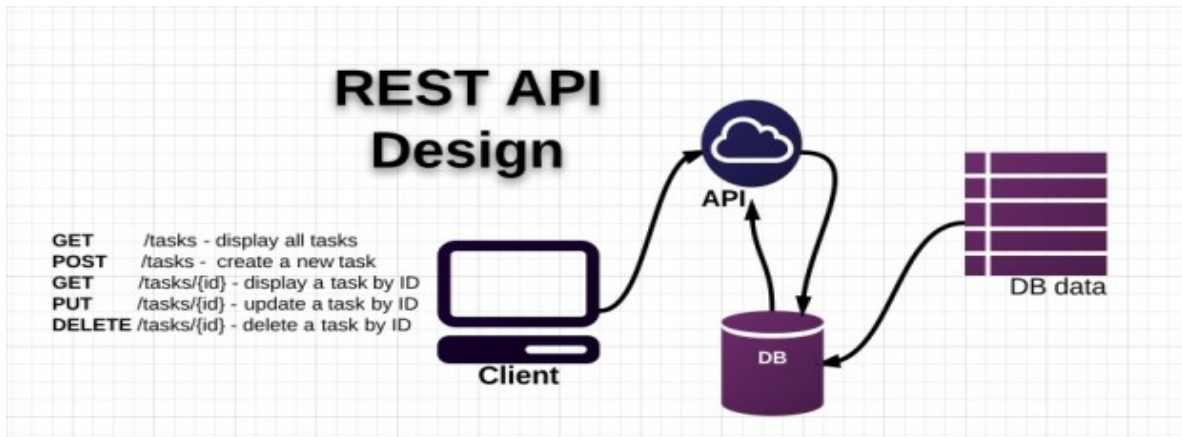 REST API
Design
GET /tasks - display all tasks
POST /tasks - create a new task
GET /tasks/{id} - display a task by ID
PUT /tasks/{id} - update a task by ID
DELETE /tasks/{id} - delete a task by ID
Client
API
DB
DB data